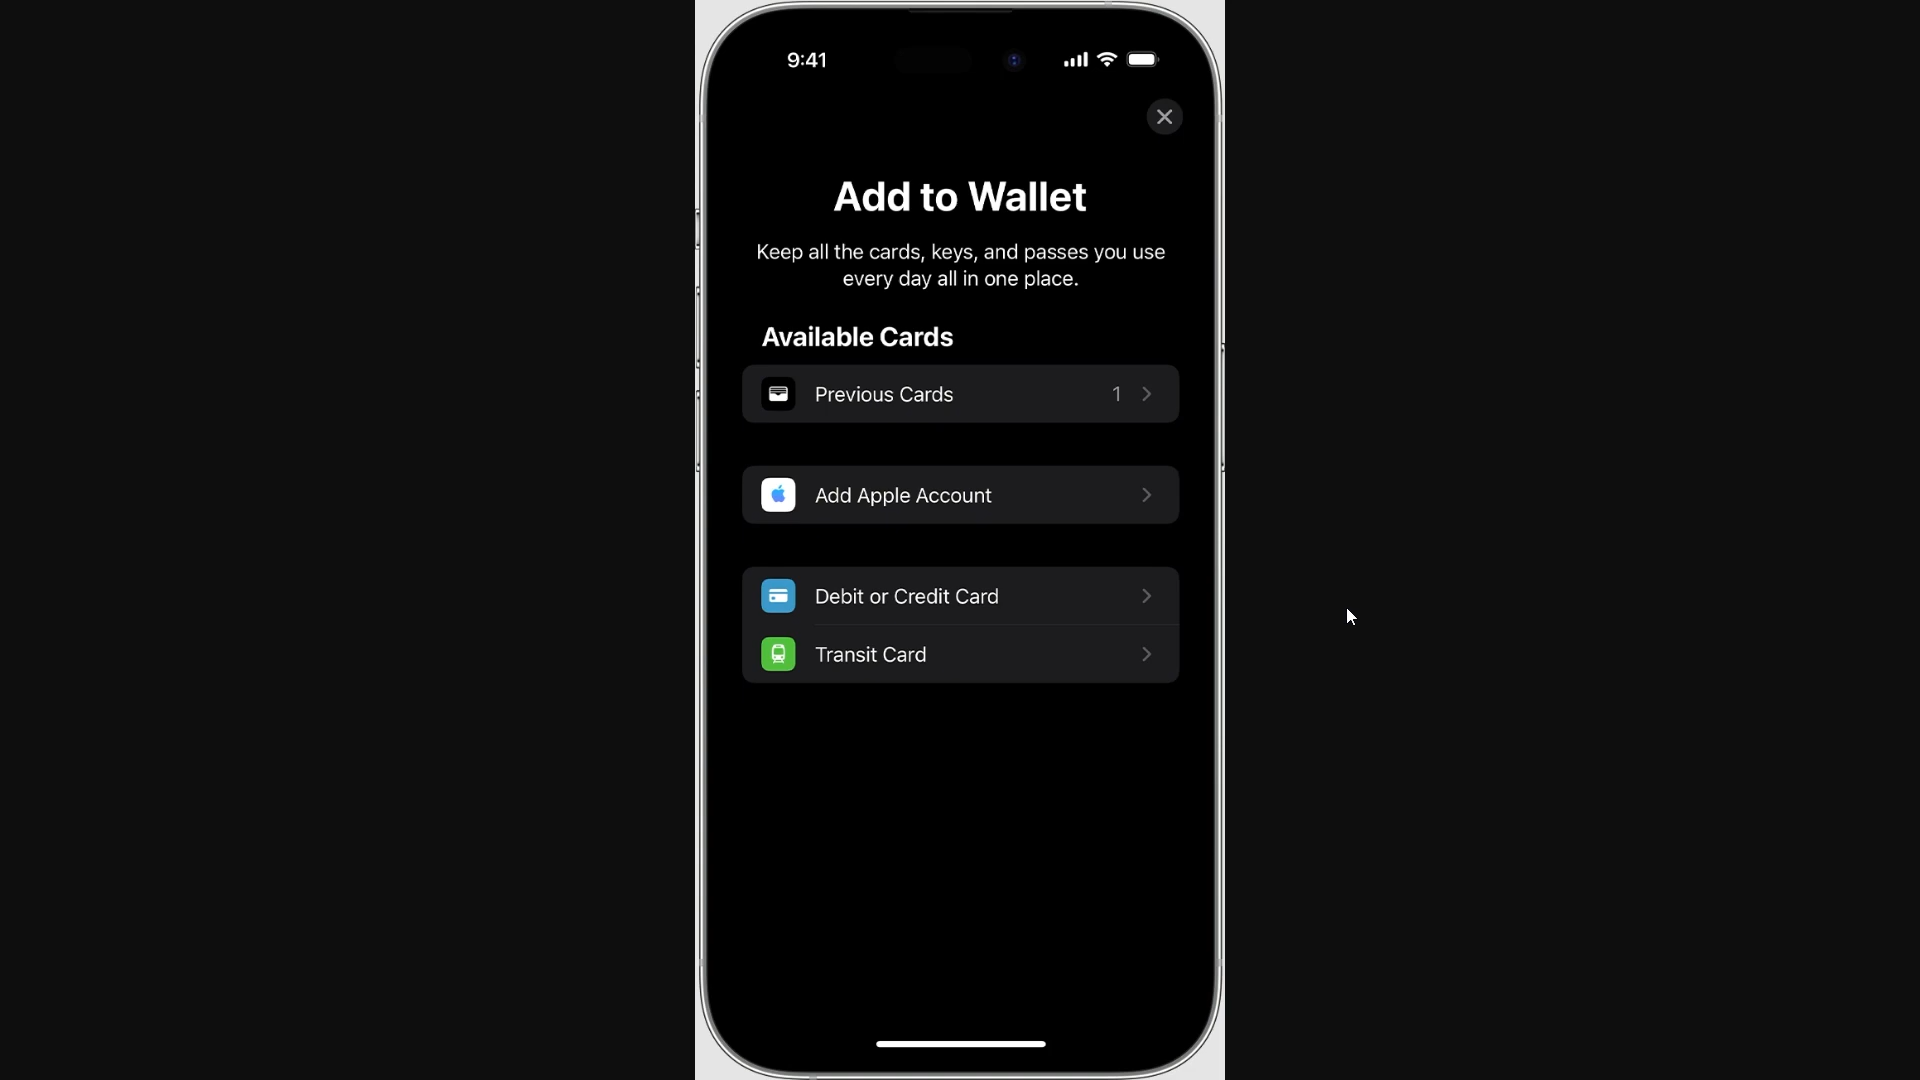 9:41
Add to Wallet
Keep all the cards, keys, and passes you use
every day all in one place.
Available Cards
Previous Cards 1
Add Apple Account
Debit or Credit Card
Transit Card